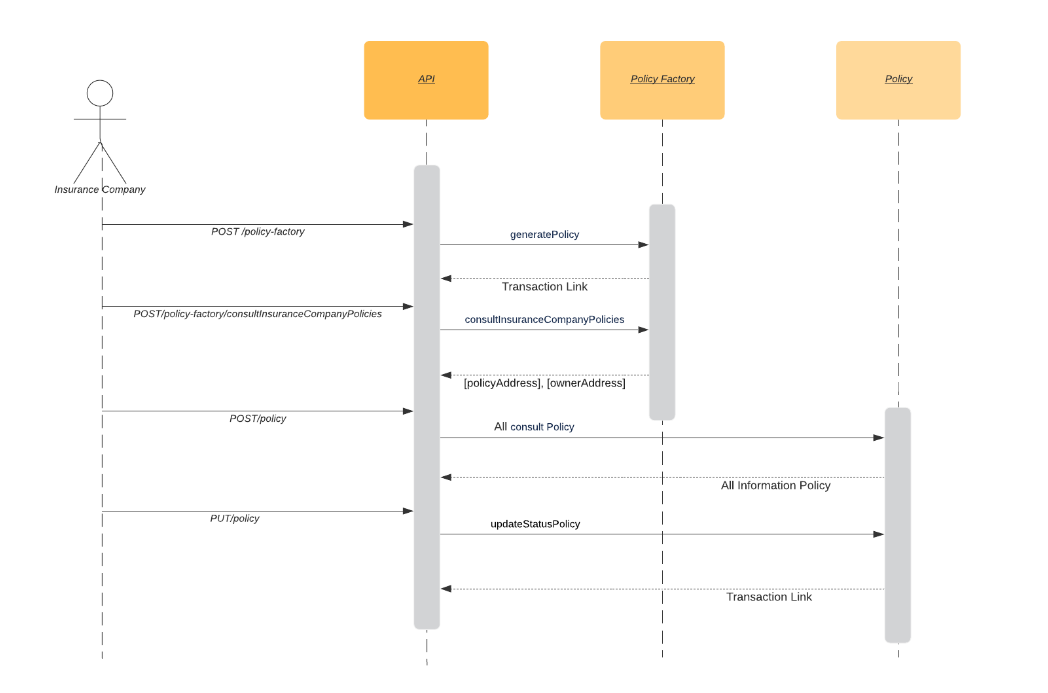 API
Policy Factory
Policy
Insurance Company
POST /policy-factory
generatePolicy
Transaction Link
POST/policy-factory/consultInsuranceCompanyPolicies
consultInsuranceCompanyPolicies
[policyAddress], [ownerAddress]
POST/policy
All consult Policy
All Information Policy
PUT/policy
updateStatusPolicy
Transaction Link